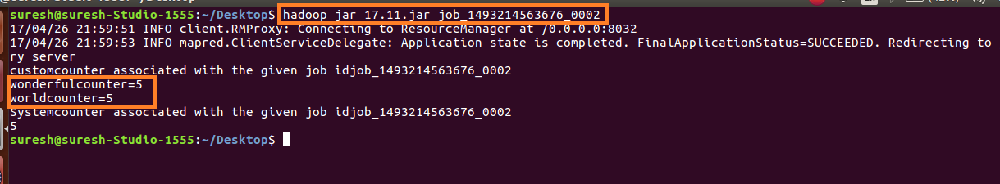 suresh@suresh-Studio-1555:~/Desktop$ hadoop jar 17.11.jar job_1493214563676_0002
17/04/26 21:59:51 INFO client.RMProxy: Connecting to ResourceManager at /0.0.0.0:8032
17/04/26 21:59:53 INFO mapred.ClientServiceDelegate: Application state is completed. FinalApplicationStatus=SUCCEEDED. Redirecting to
ry server
customcounter associated with the given job idjob_1493214563676_0002
wonderfulcounter=5
worldcounter=5
Systemcounter associated with the given job idjob_1493214563676_0002
5
suresh@suresh-Studio-1555:~/Desktop$